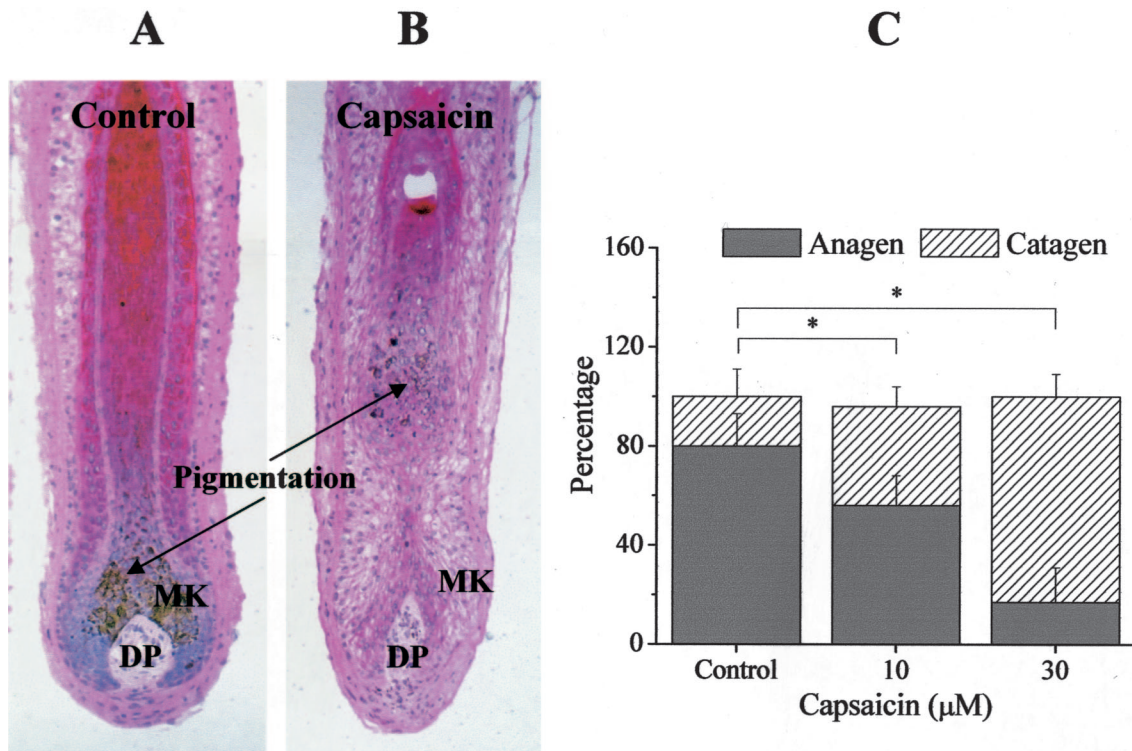 A
B
C
Control
Capsaicin
Pigmentation
MK
DP
MK
DP
Anagen
Catagen
*
*
Percentage
160
120
80
40
0
Control
10
30
Capsaicin (μM)